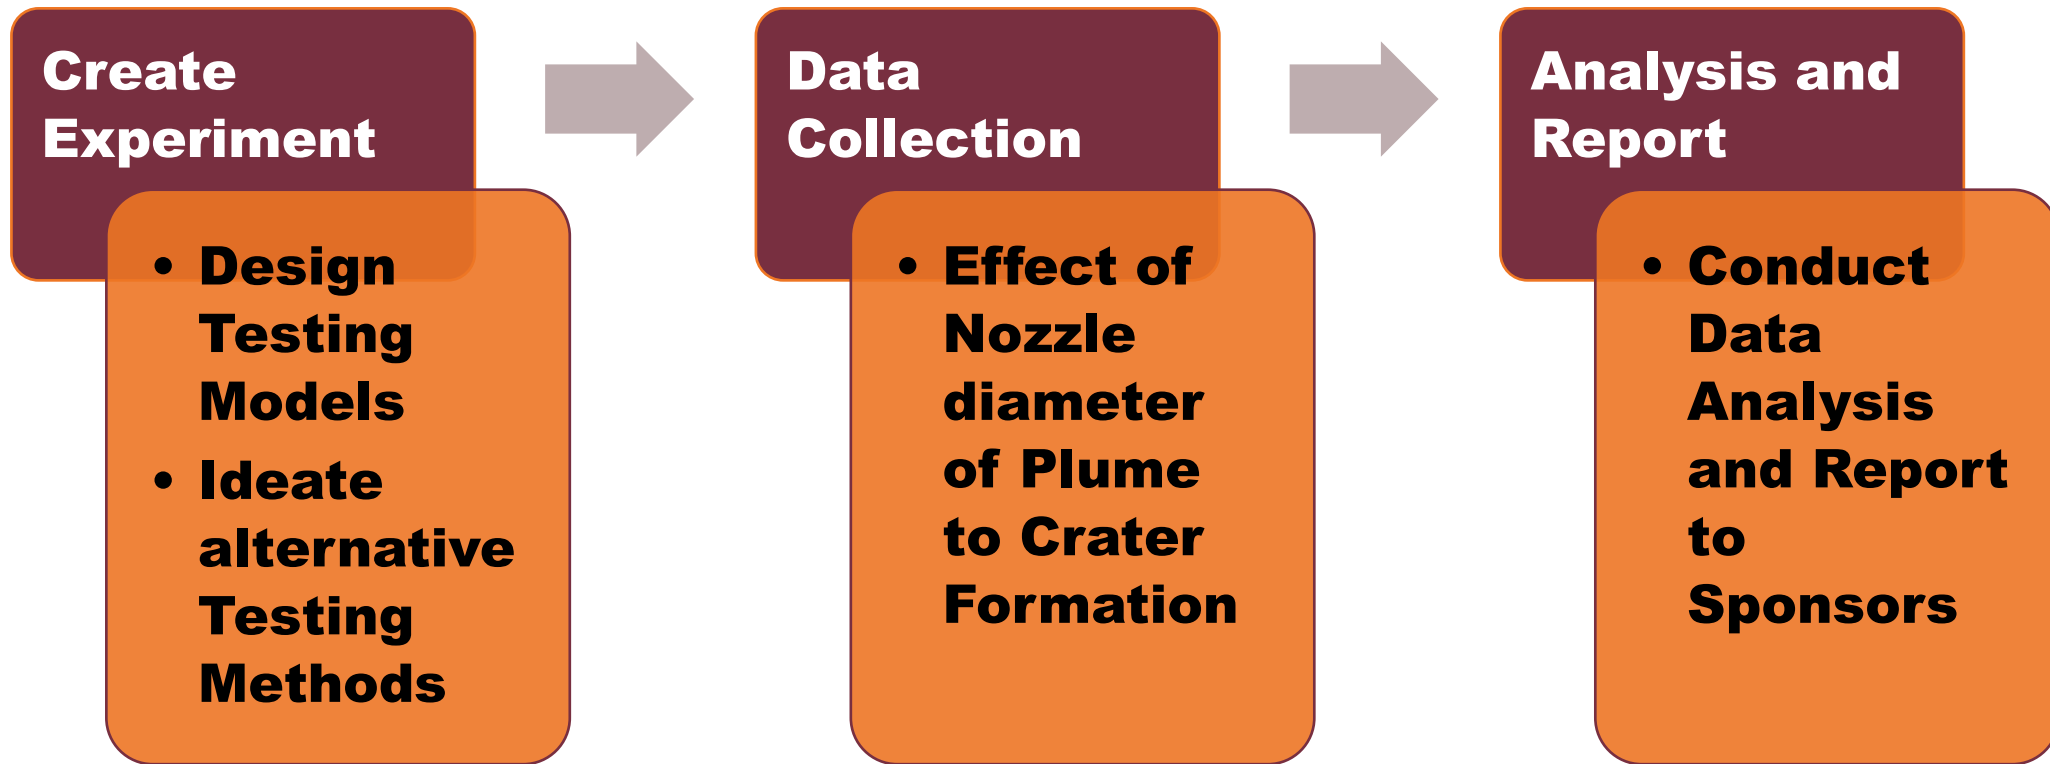 Create
Experiment
• Design
Testing
Models
• Ideate
alternative
Testing
Methods
Data
Collection
• Effect of
Nozzle
diameter
of Plume
to Crater
Formation
Analysis and
Report
• Conduct
Data
Analysis
and Report
to
Sponsors